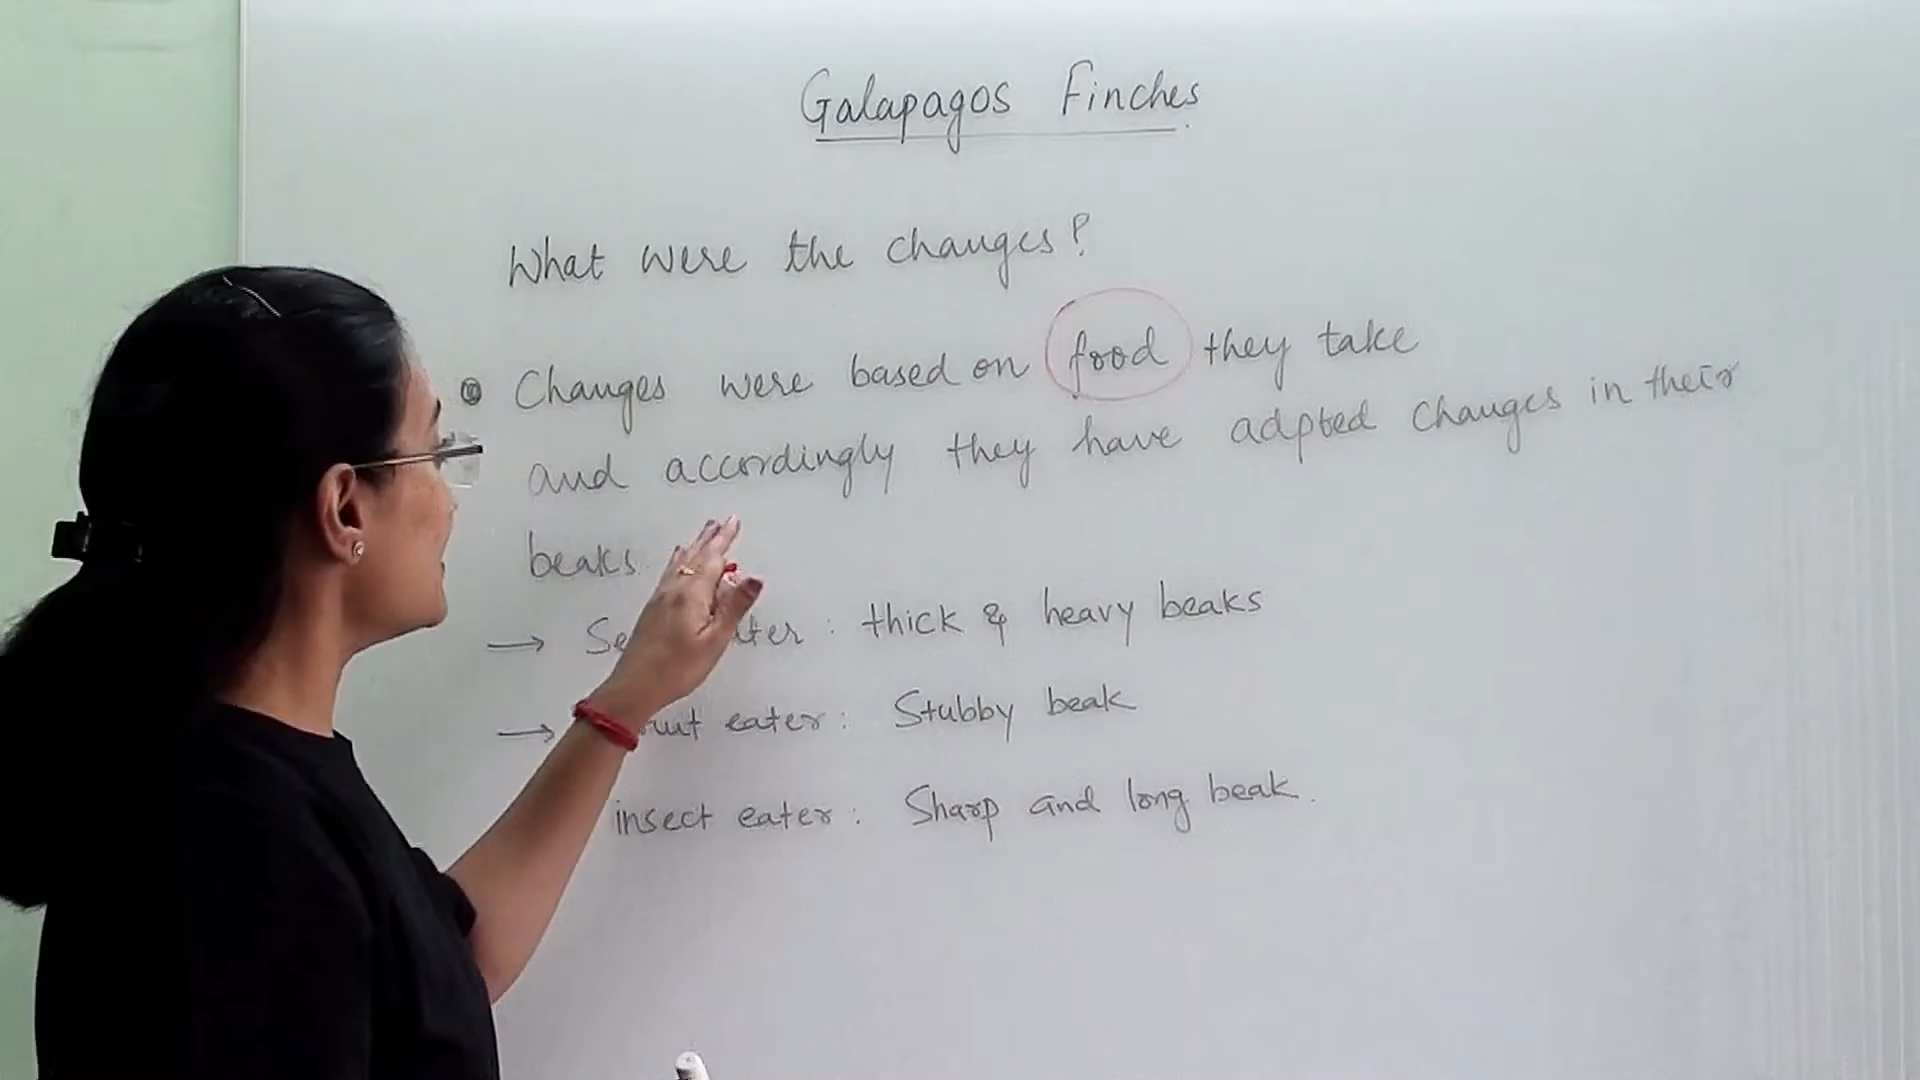 Galapagos Finches
What were the changes?
Changes were based on food they take
and accordingly they have adpted changes in their
beaks.
→ : thick & heavy beaks
→ eater: Stubby beak
insect eater: Sharp and long beak.